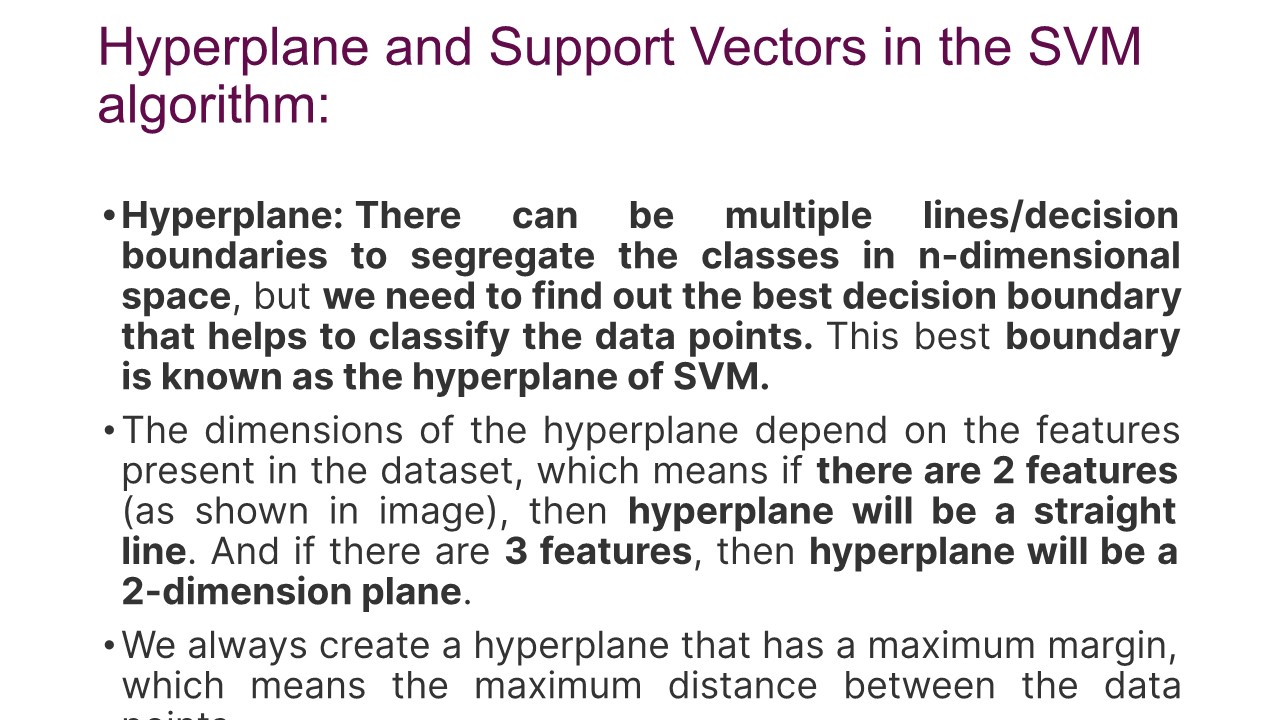 Hyperplane and Support Vectors in the SVM
algorithm:
•Hyperplane: There can be multiple lines/decision
boundaries to segregate the classes in n-dimensional
space, but we need to find out the best decision boundary
that helps to classify the data points. This best boundary
is known as the hyperplane of SVM.
•The dimensions of the hyperplane depend on the features
present in the dataset, which means if there are 2 features
(as shown in image), then hyperplane will be a straight
line. And if there are 3 features, then hyperplane will be a
2-dimension plane.
•We always create a hyperplane that has a maximum margin,
which means the maximum distance between the data
points.